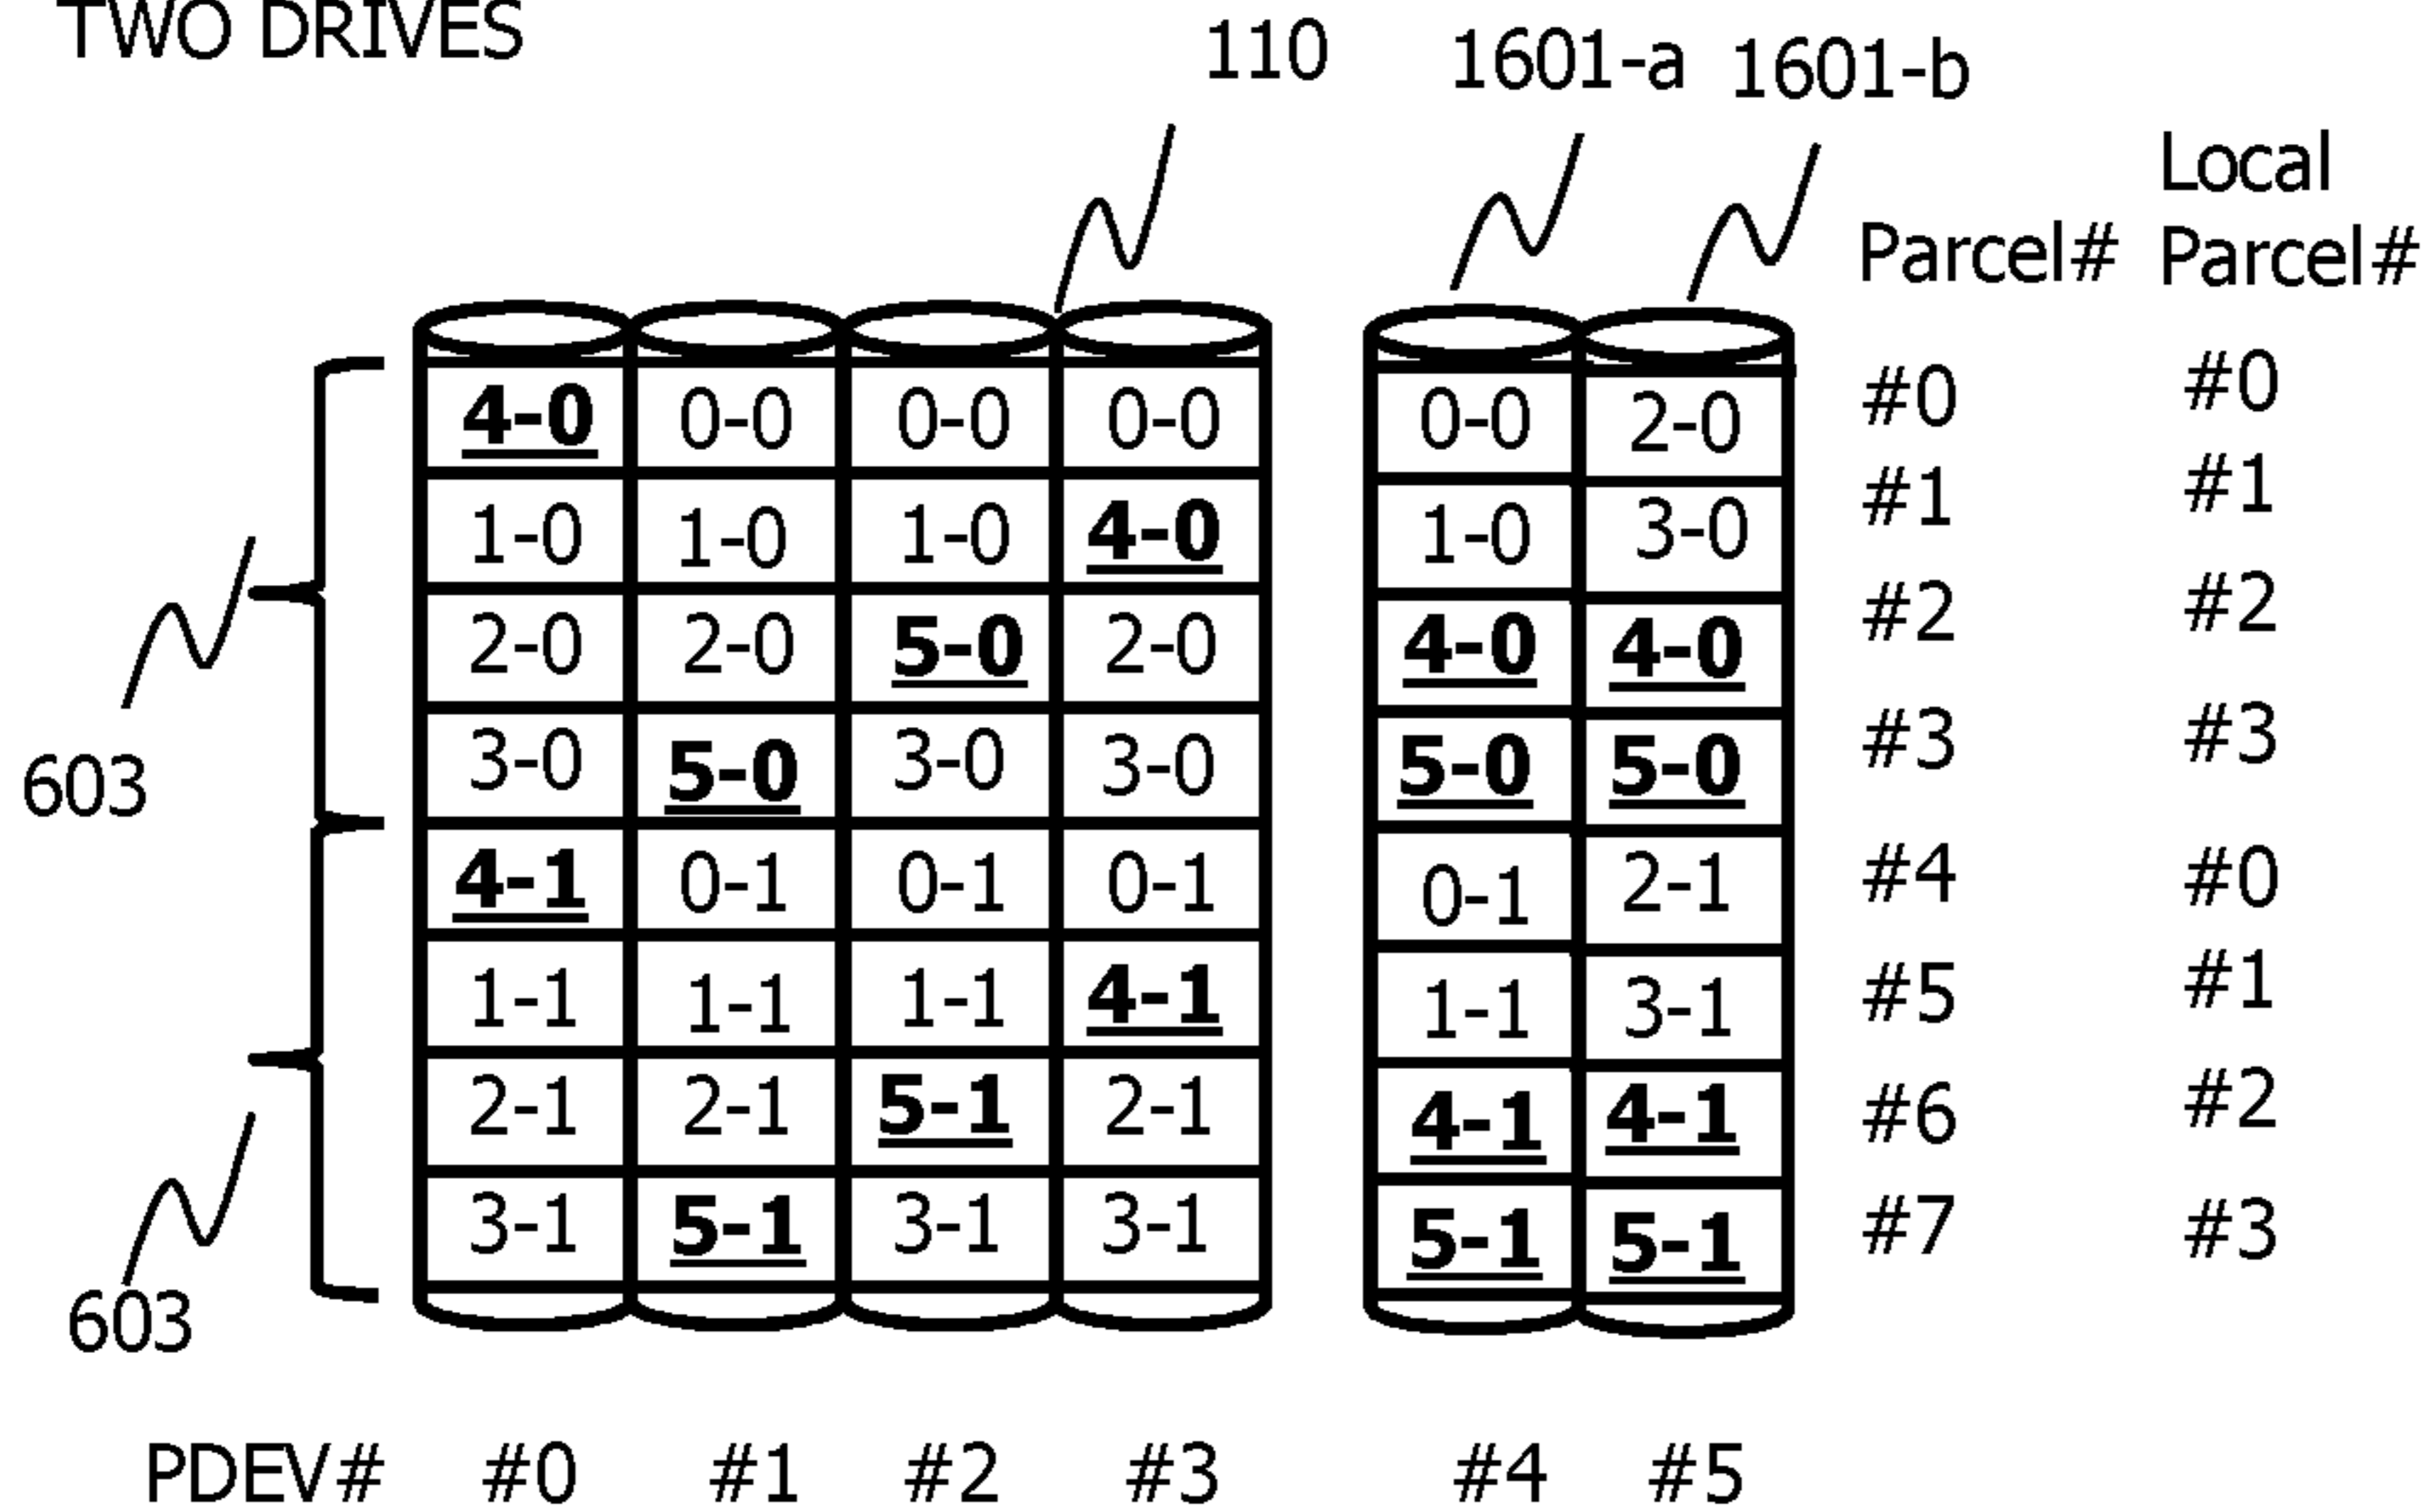 TWO DRIVES
110 1601-a 1601-b
Local
Parcel# Parcel#
4-0 0-0 0-0 0-0 0-0 2-0 #0 #0
1-0 1-0 1-0 4-0 1-0 3-0 #1 #1
2-0 2-0 5-0 2-0 4-0 4-0 #2 #2
3-0 5-0 3-0 3-0 5-0 5-0 #3 #3
603
4-1 0-1 0-1 0-1 0-1 2-1 #4 #0
1-1 1-1 1-1 4-1 1-1 3-1 #5 #1
2-1 2-1 5-1 2-1 4-1 4-1 #6 #2
3-1 5-1 3-1 3-1 5-1 5-1 #7 #3
603
PDEV# #0 #1 #2 #3 #4 #5